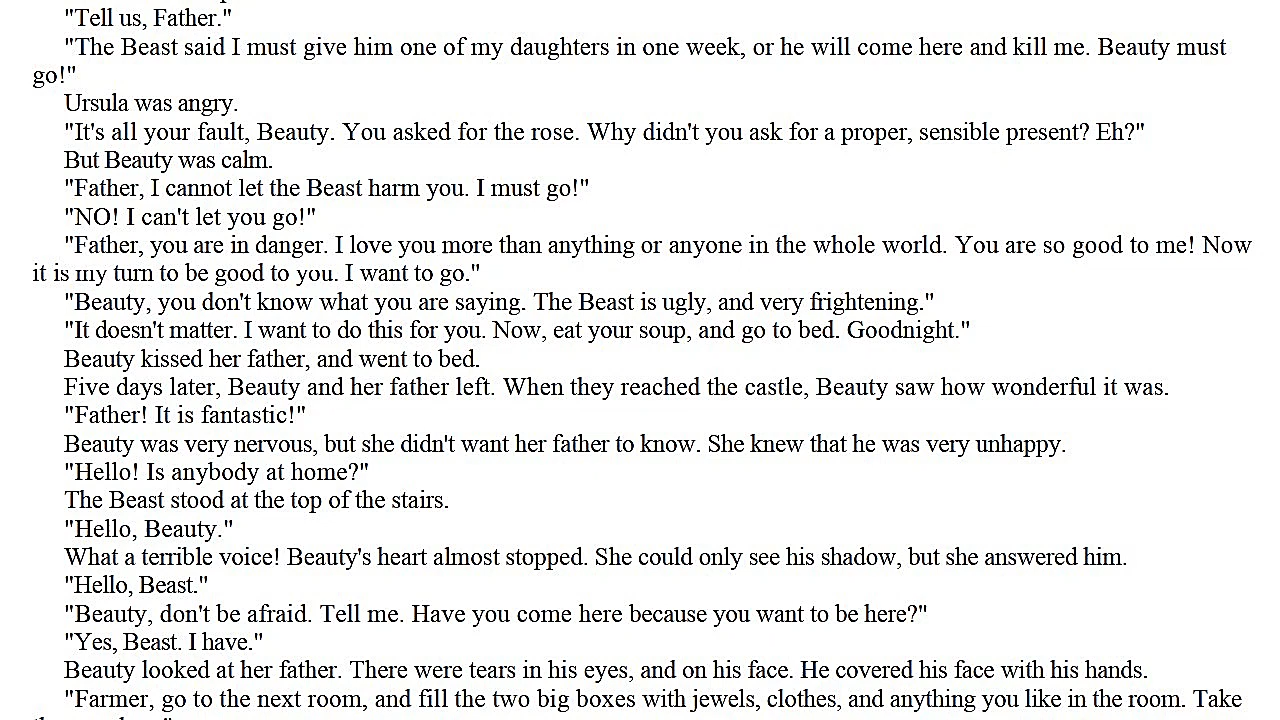 "Tell us, Father."
"The Beast said I must give him one of my daughters in one week, or he will come here and kill me. Beauty must
go!"
Ursula was angry.
"It's all your fault, Beauty. You asked for the rose. Why didn't you ask for a proper, sensible present? Eh?"
But Beauty was calm.
"Father, I cannot let the Beast harm you. I must go!"
"NO! I can't let you go!"
"Father, you are in danger. I love you more than anything or anyone in the whole world. You are so good to me! Now
it is my turn to be good to you. I want to go."
"Beauty, you don't know what you are saying. The Beast is ugly, and very frightening."
"It doesn't matter. I want to do this for you. Now, eat your soup, and go to bed. Goodnight."
Beauty kissed her father, and went to bed.
Five days later, Beauty and her father left. When they reached the castle, Beauty saw how wonderful it was.
"Father! It is fantastic!"
Beauty was very nervous, but she didn't want her father to know. She knew that he was very unhappy.
"Hello! Is anybody at home?"
The Beast stood at the top of the stairs.
"Hello, Beauty."
What a terrible voice! Beauty's heart almost stopped. She could only see his shadow, but she answered him.
"Hello, Beast."
"Beauty, don't be afraid. Tell me. Have you come here because you want to be here?"
"Yes, Beast. I have."
Beauty looked at her father. There were tears in his eyes, and on his face. He covered his face with his hands.
"Farmer, go to the next room, and fill the two big boxes with jewels, clothes, and anything you like in the room. Take